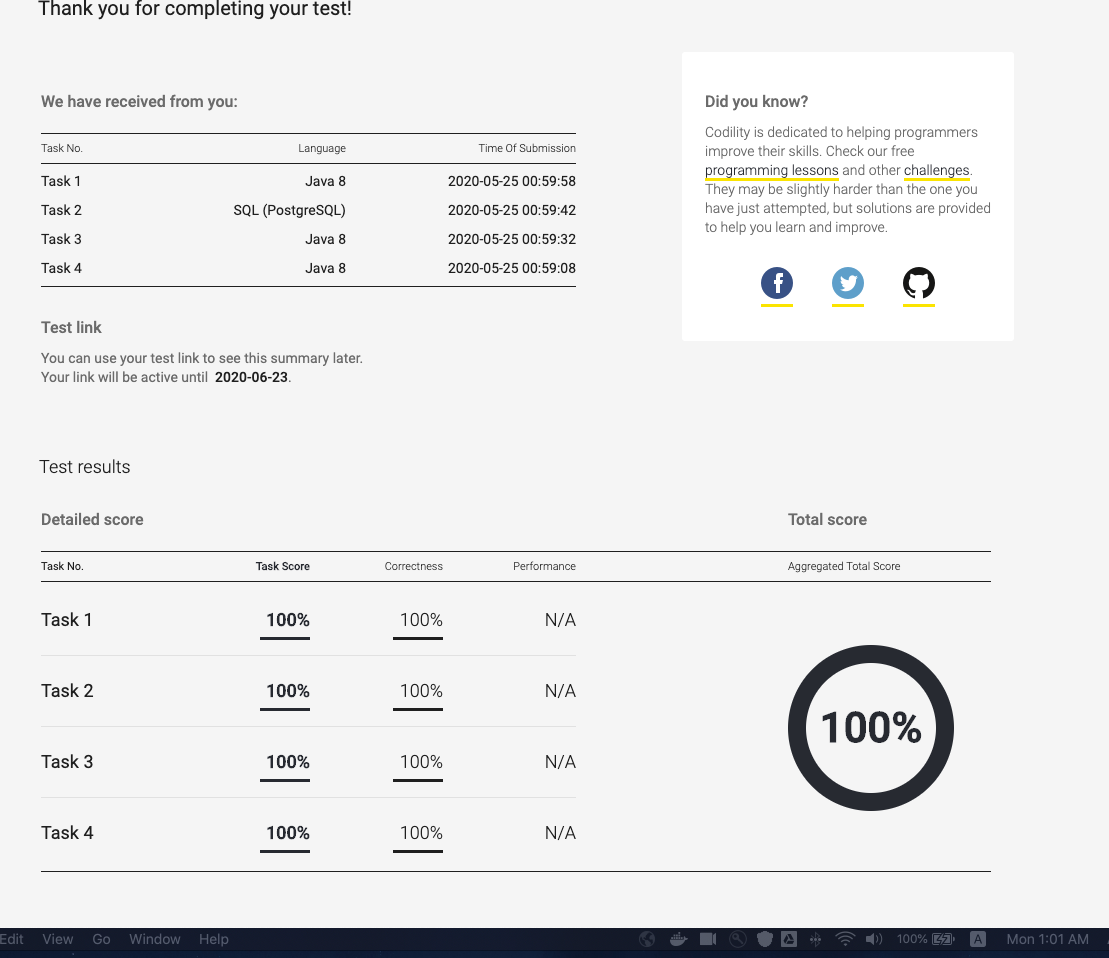 Thank you for completing your test!
We have received from you:
Task No. Language Time Of Submission
Task 1 Java 8 2020-05-25 00:59:58
Task 2 SQL (PostgreSQL) 2020-05-25 00:59:42
Task 3 Java 8 2020-05-25 00:59:32
Task 4 Java 8 2020-05-25 00:59:08
Test link
You can use your test link to see this summary later.
Your link will be active until 2020-06-23.
Did you know?
Codility is dedicated to helping programmers
improve their skills. Check our free
programming lessons and other challenges.
They may be slightly harder than the one you
have just attempted, but solutions are provided
to help you learn and improve.
Test results
Detailed score
Task No. Task Score Correctness Performance
Task 1 100% 100% N/A
Task 2 100% 100% N/A
Task 3 100% 100% N/A
Task 4 100% 100% N/A
Total score
Aggregated Total Score
100%
Edit View Go Window Help 100% A Mon 1:01 AM